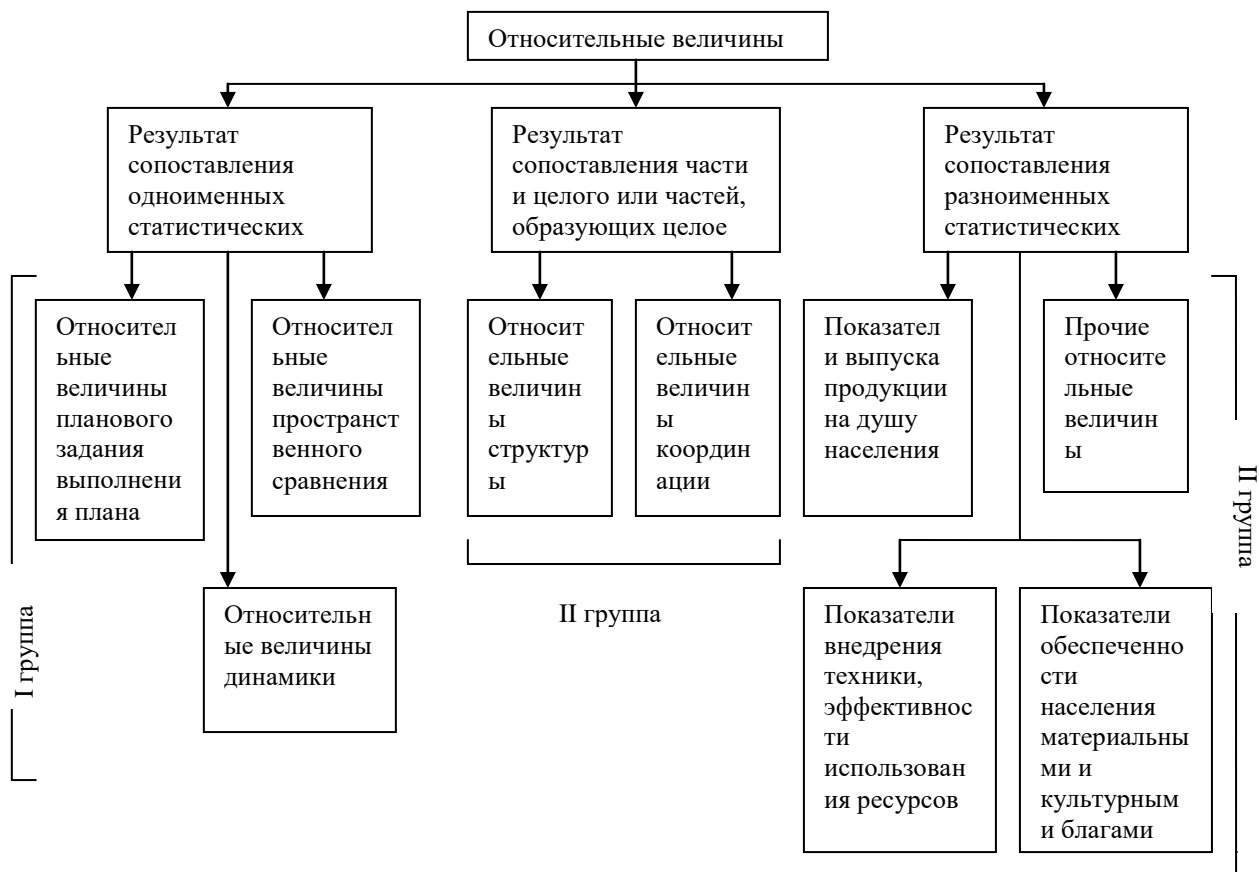 Относительные величины
Результат
сопоставления
одноименных
статистических
Результат
сопоставления части
и целого или частей,
образующих целое
Результат
сопоставления
разноименных
статистических
Относител
ьные
величины
планового
задания
выполнени
я плана
Относител
ьные
величины
пространст
венного
сравнения
Относит
ельные
величин
ы
структур
ы
Относит
ельные
величин
ы
координ
ации
Показател
и выпуска
продукции
на душу
населения
Прочие
относите
льные
величин
ы
I группа
Относительн
ые величины
динамики
II группа
Показатели
внедрения
техники,
эффективнос
ти
использован
ия ресурсов
Показатели
обеспеченно
сти
населения
материальны
ми и
культурным
и благами
II группа